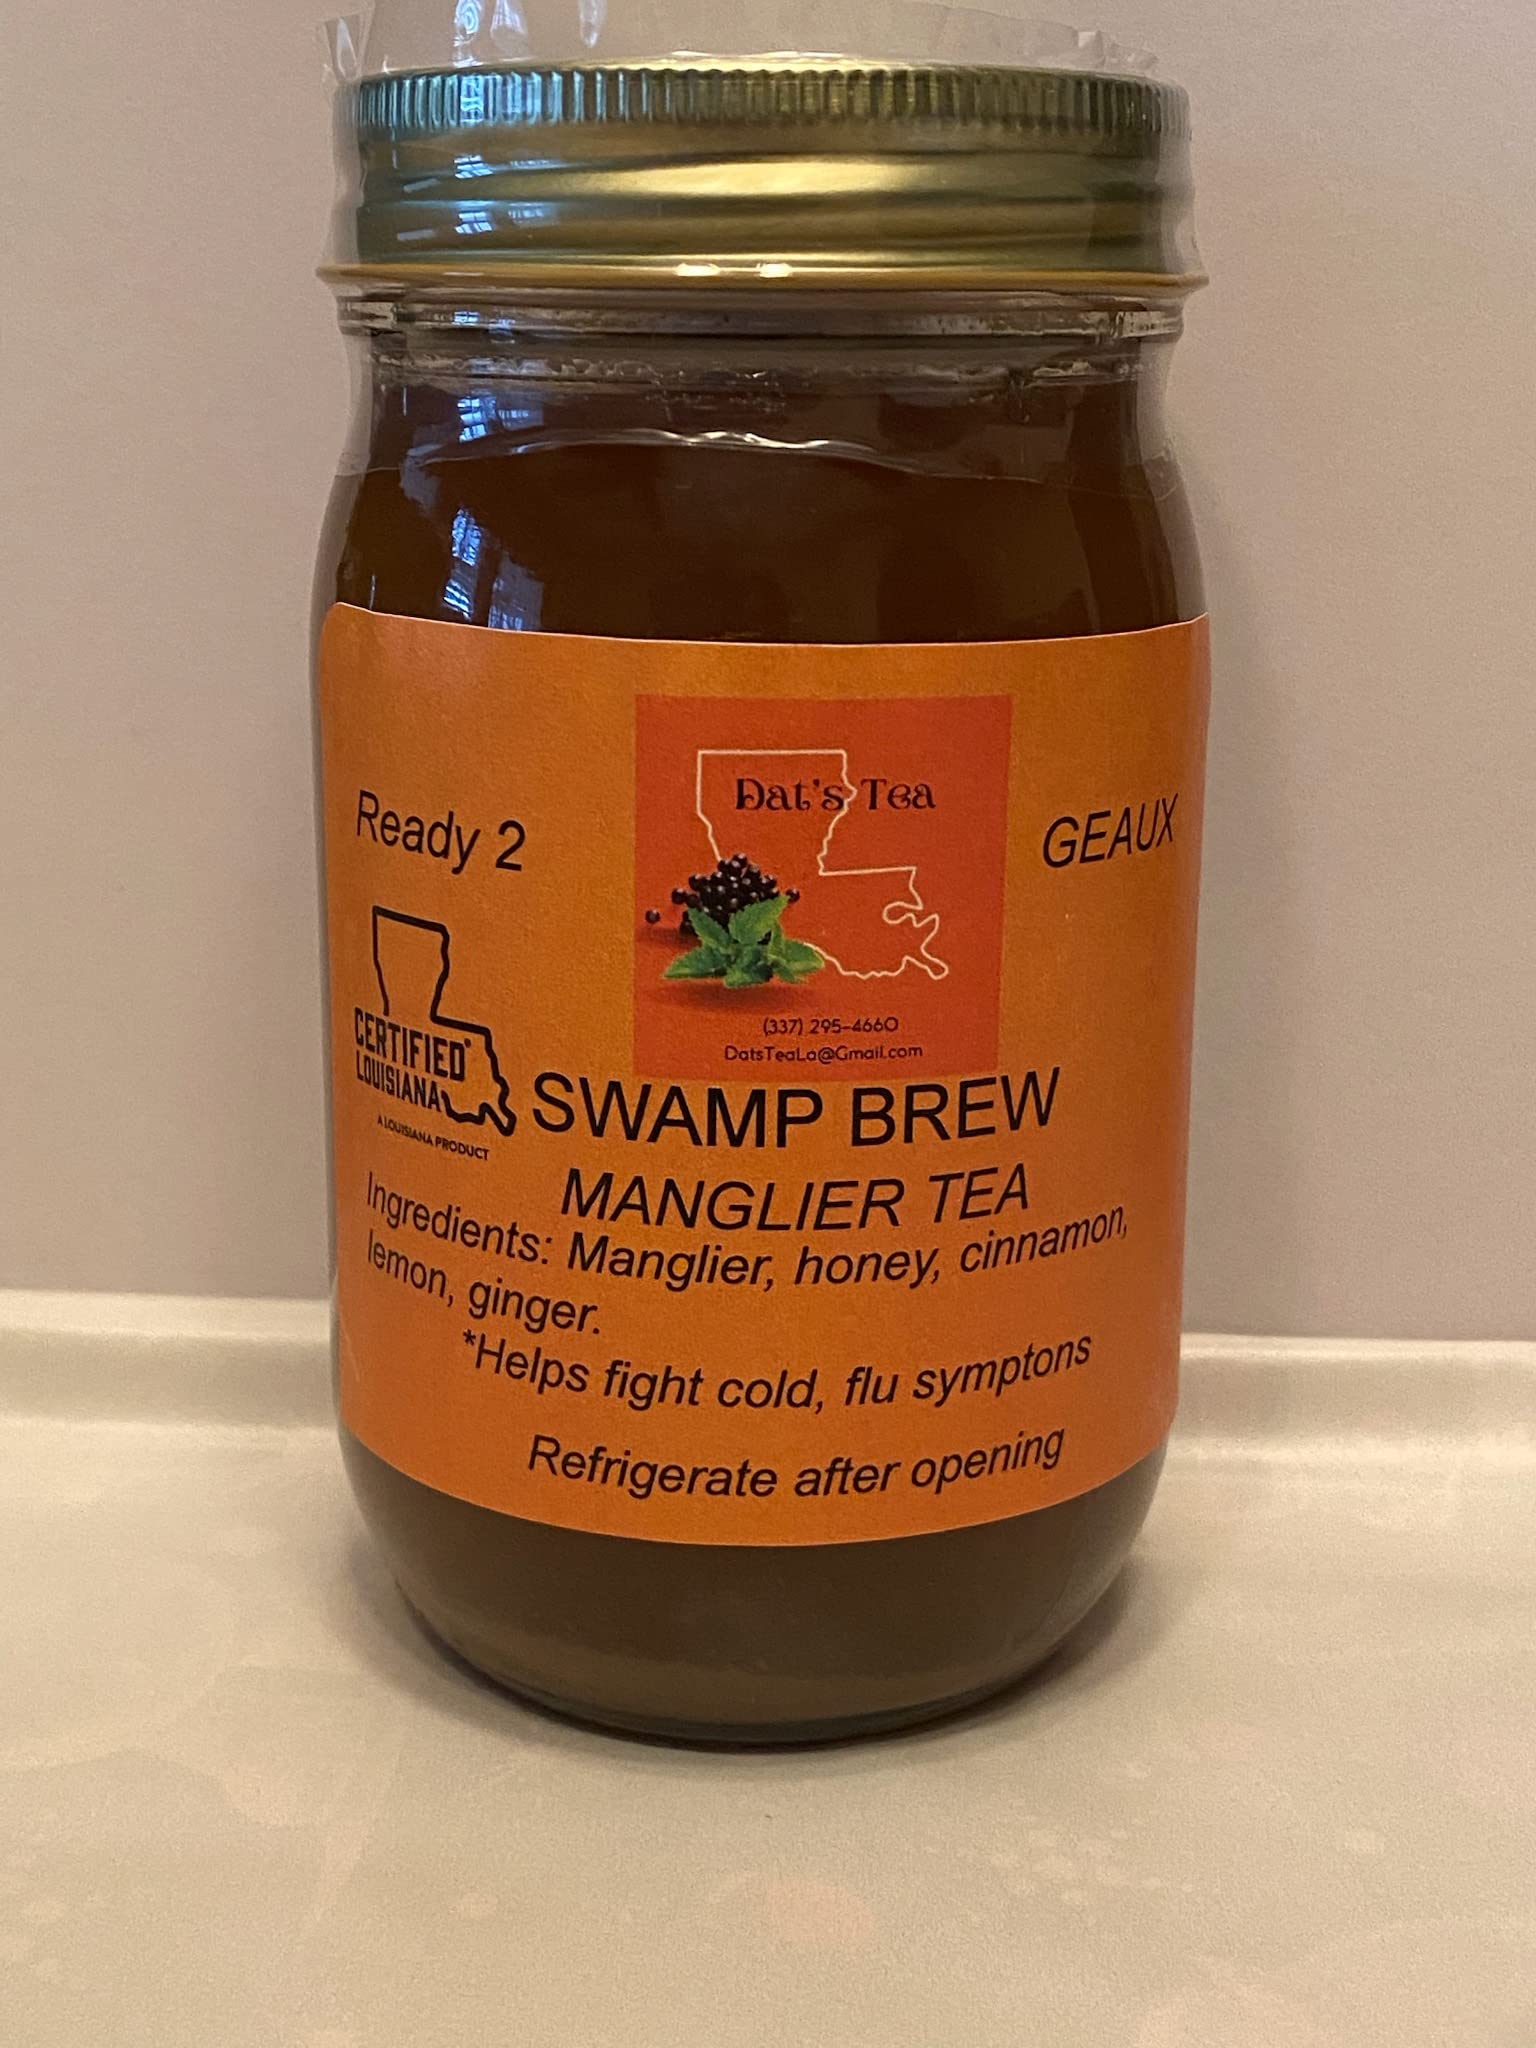 Dat's Tea
Ready 2
GEAUX
(337) 295-4660
DatsTeaLa@Gmail.com
CERTIFIED®
LOUISIANA
A LOUISIANA PRODUCT
SWAMP BREW
MANGLIER TEA
Ingredients: Manglier, honey, cinnamon,
lemon, ginger.
*Helps fight cold, flu symptons
Refrigerate after opening